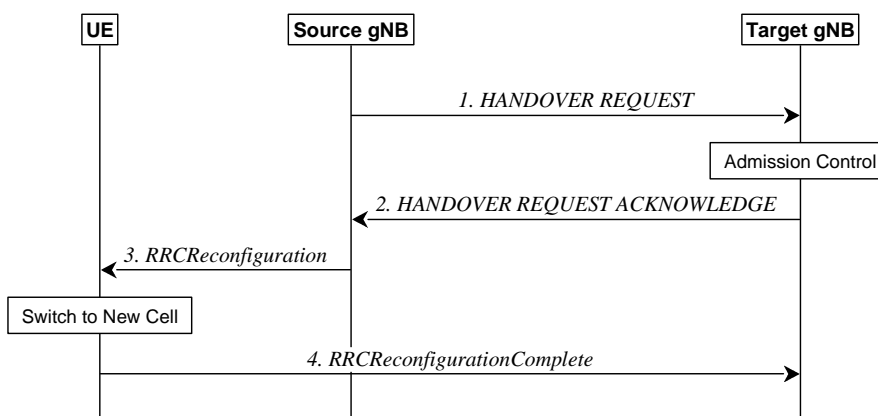 UE
Source gNB
Target gNB
1. HANDOVER REQUEST
Admission Control
2. HANDOVER REQUEST ACKNOWLEDGE
3. RRCReconfiguration
Switch to New Cell
4. RRCReconfigurationComplete